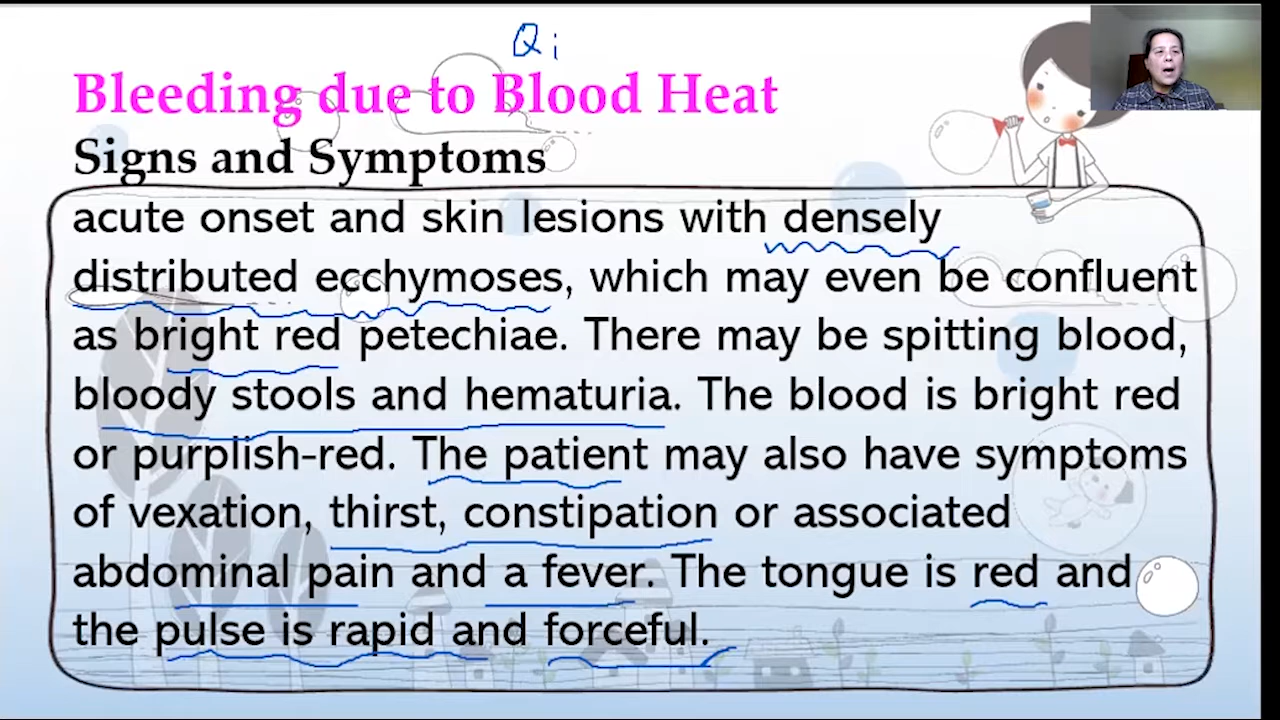 Qi
Bleeding due to Blood Heat
Signs and Symptoms
acute onset and skin lesions with densely
distributed ecchymoses, which may even be confluent
as bright red petechiae. There may be spitting blood,
bloody stools and hematuria. The blood is bright red
or purplish-red. The patient may also have symptoms
of vexation, thirst, constipation or associated
abdominal pain and a fever. The tongue is red and
the pulse is rapid and forceful.